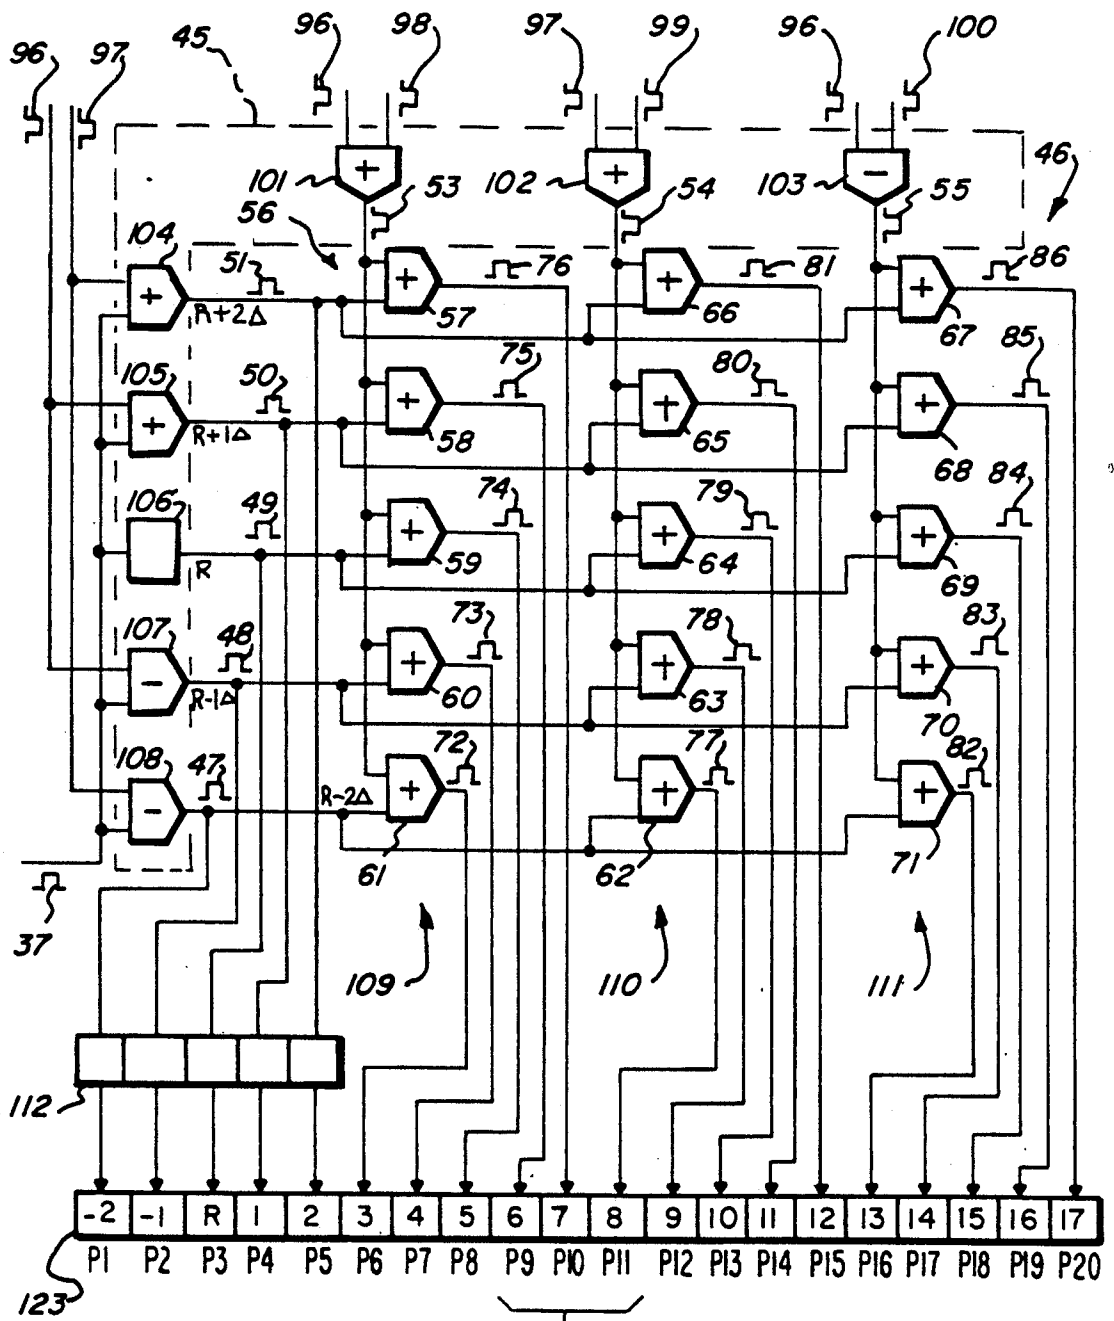 96 97 45 96 98 97 99 96 100
46
+ + -
101 53 102 54 103 55
104 56
51 76 81 86
+ + + +
R+2Δ 57 66 67
105 50 75 80 85
+ + + +
R+1Δ 58 65 68
106 49 74 79 84
+ + +
R 59 64 69
107 48 73 78 83
- + + +
R-1Δ 60 63 70
108 47 72 77 82
- R-2Δ + + +
61 62 71
37
109 110 111
112
-2 -1 R 1 2 3 4 5 6 7 8 9 10 11 12 13 14 15 16 17
P1 P2 P3 P4 P5 P6 P7 P8 P9 P10 P11 P12 P13 P14 P15 P16 P17 P18 P19 P20
123